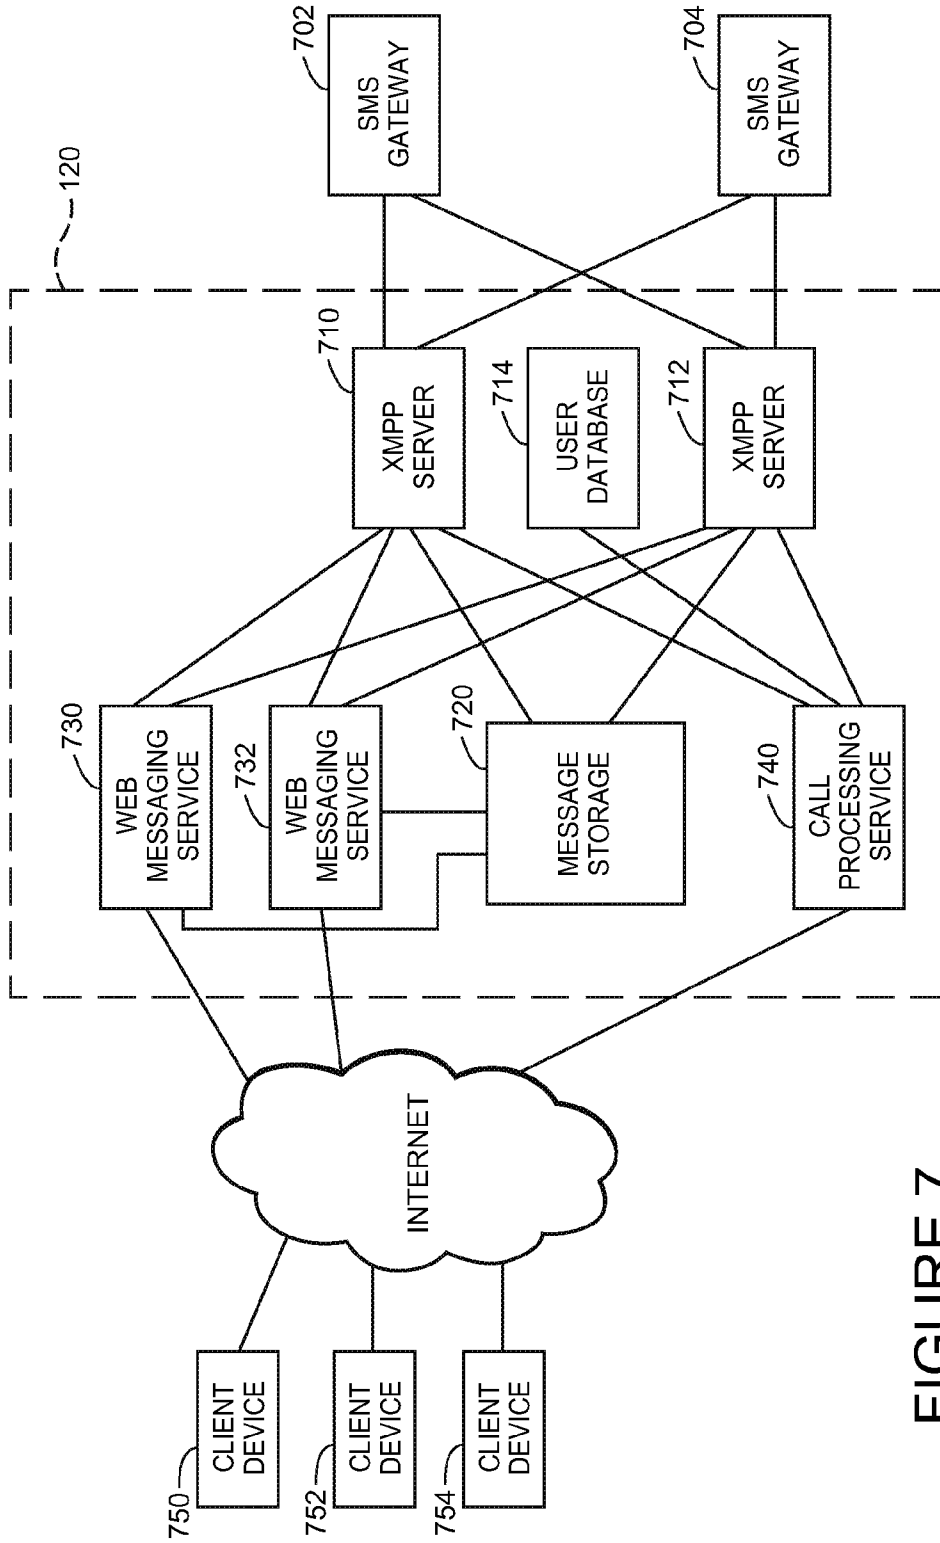 120
702
SMS
GATEWAY
704
SMS
GATEWAY
710
XMPP
SERVER
714
USER
DATABASE
712
XMPP
SERVER
730
WEB
MESSAGING
SERVICE
732
WEB
MESSAGING
SERVICE
720
MESSAGE
STORAGE
740
CALL
PROCESSING
SERVICE
INTERNET
750
CLIENT
DEVICE
752
CLIENT
DEVICE
754
CLIENT
DEVICE
FIGURE 7